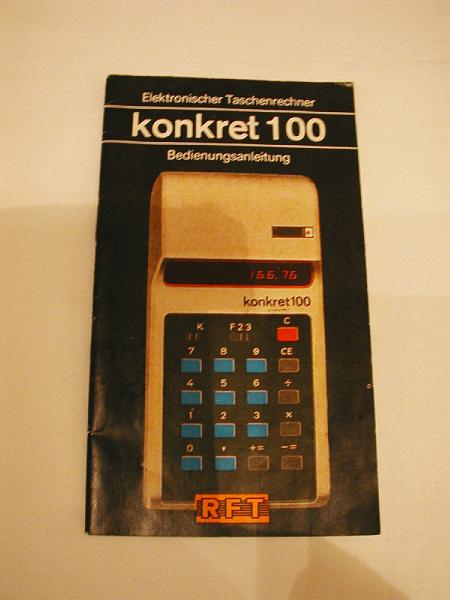 Elektronischer Taschenrechner
konkret 100
Bedienungsanleitung
155.75
konkret100
K F23 C
7 8 9 CE
4 5 6 ÷
1 2 3 ×
0 , += -=
RFT